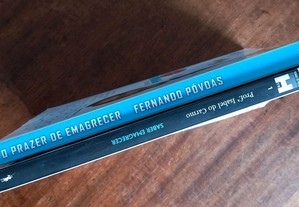 O PRAZER DE EMAGRECER FERNANDO PÓVOAS
SABER EMAGRECER
Prof.ª Isabel do Carmo